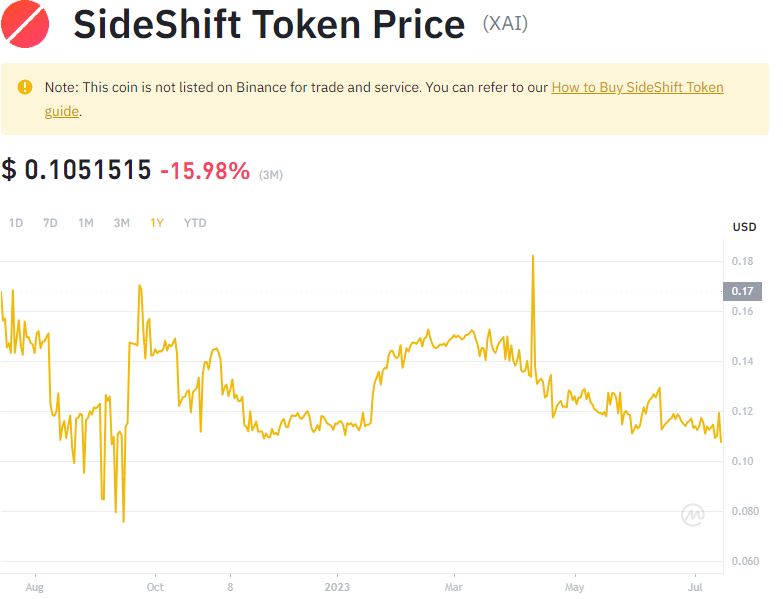 SideShift Token Price (XAI)
Note: This coin is not listed on Binance for trade and service. You can refer to our How to Buy SideShift Token
guide.
$ 0.1051515 -15.98% (3M)
1D 7D 1M 3M 1Y YTD
USD
0.18
0.17
0.16
0.14
0.12
0.10
0.080
0.060
Aug Oct 8 2023 Mar May Jul